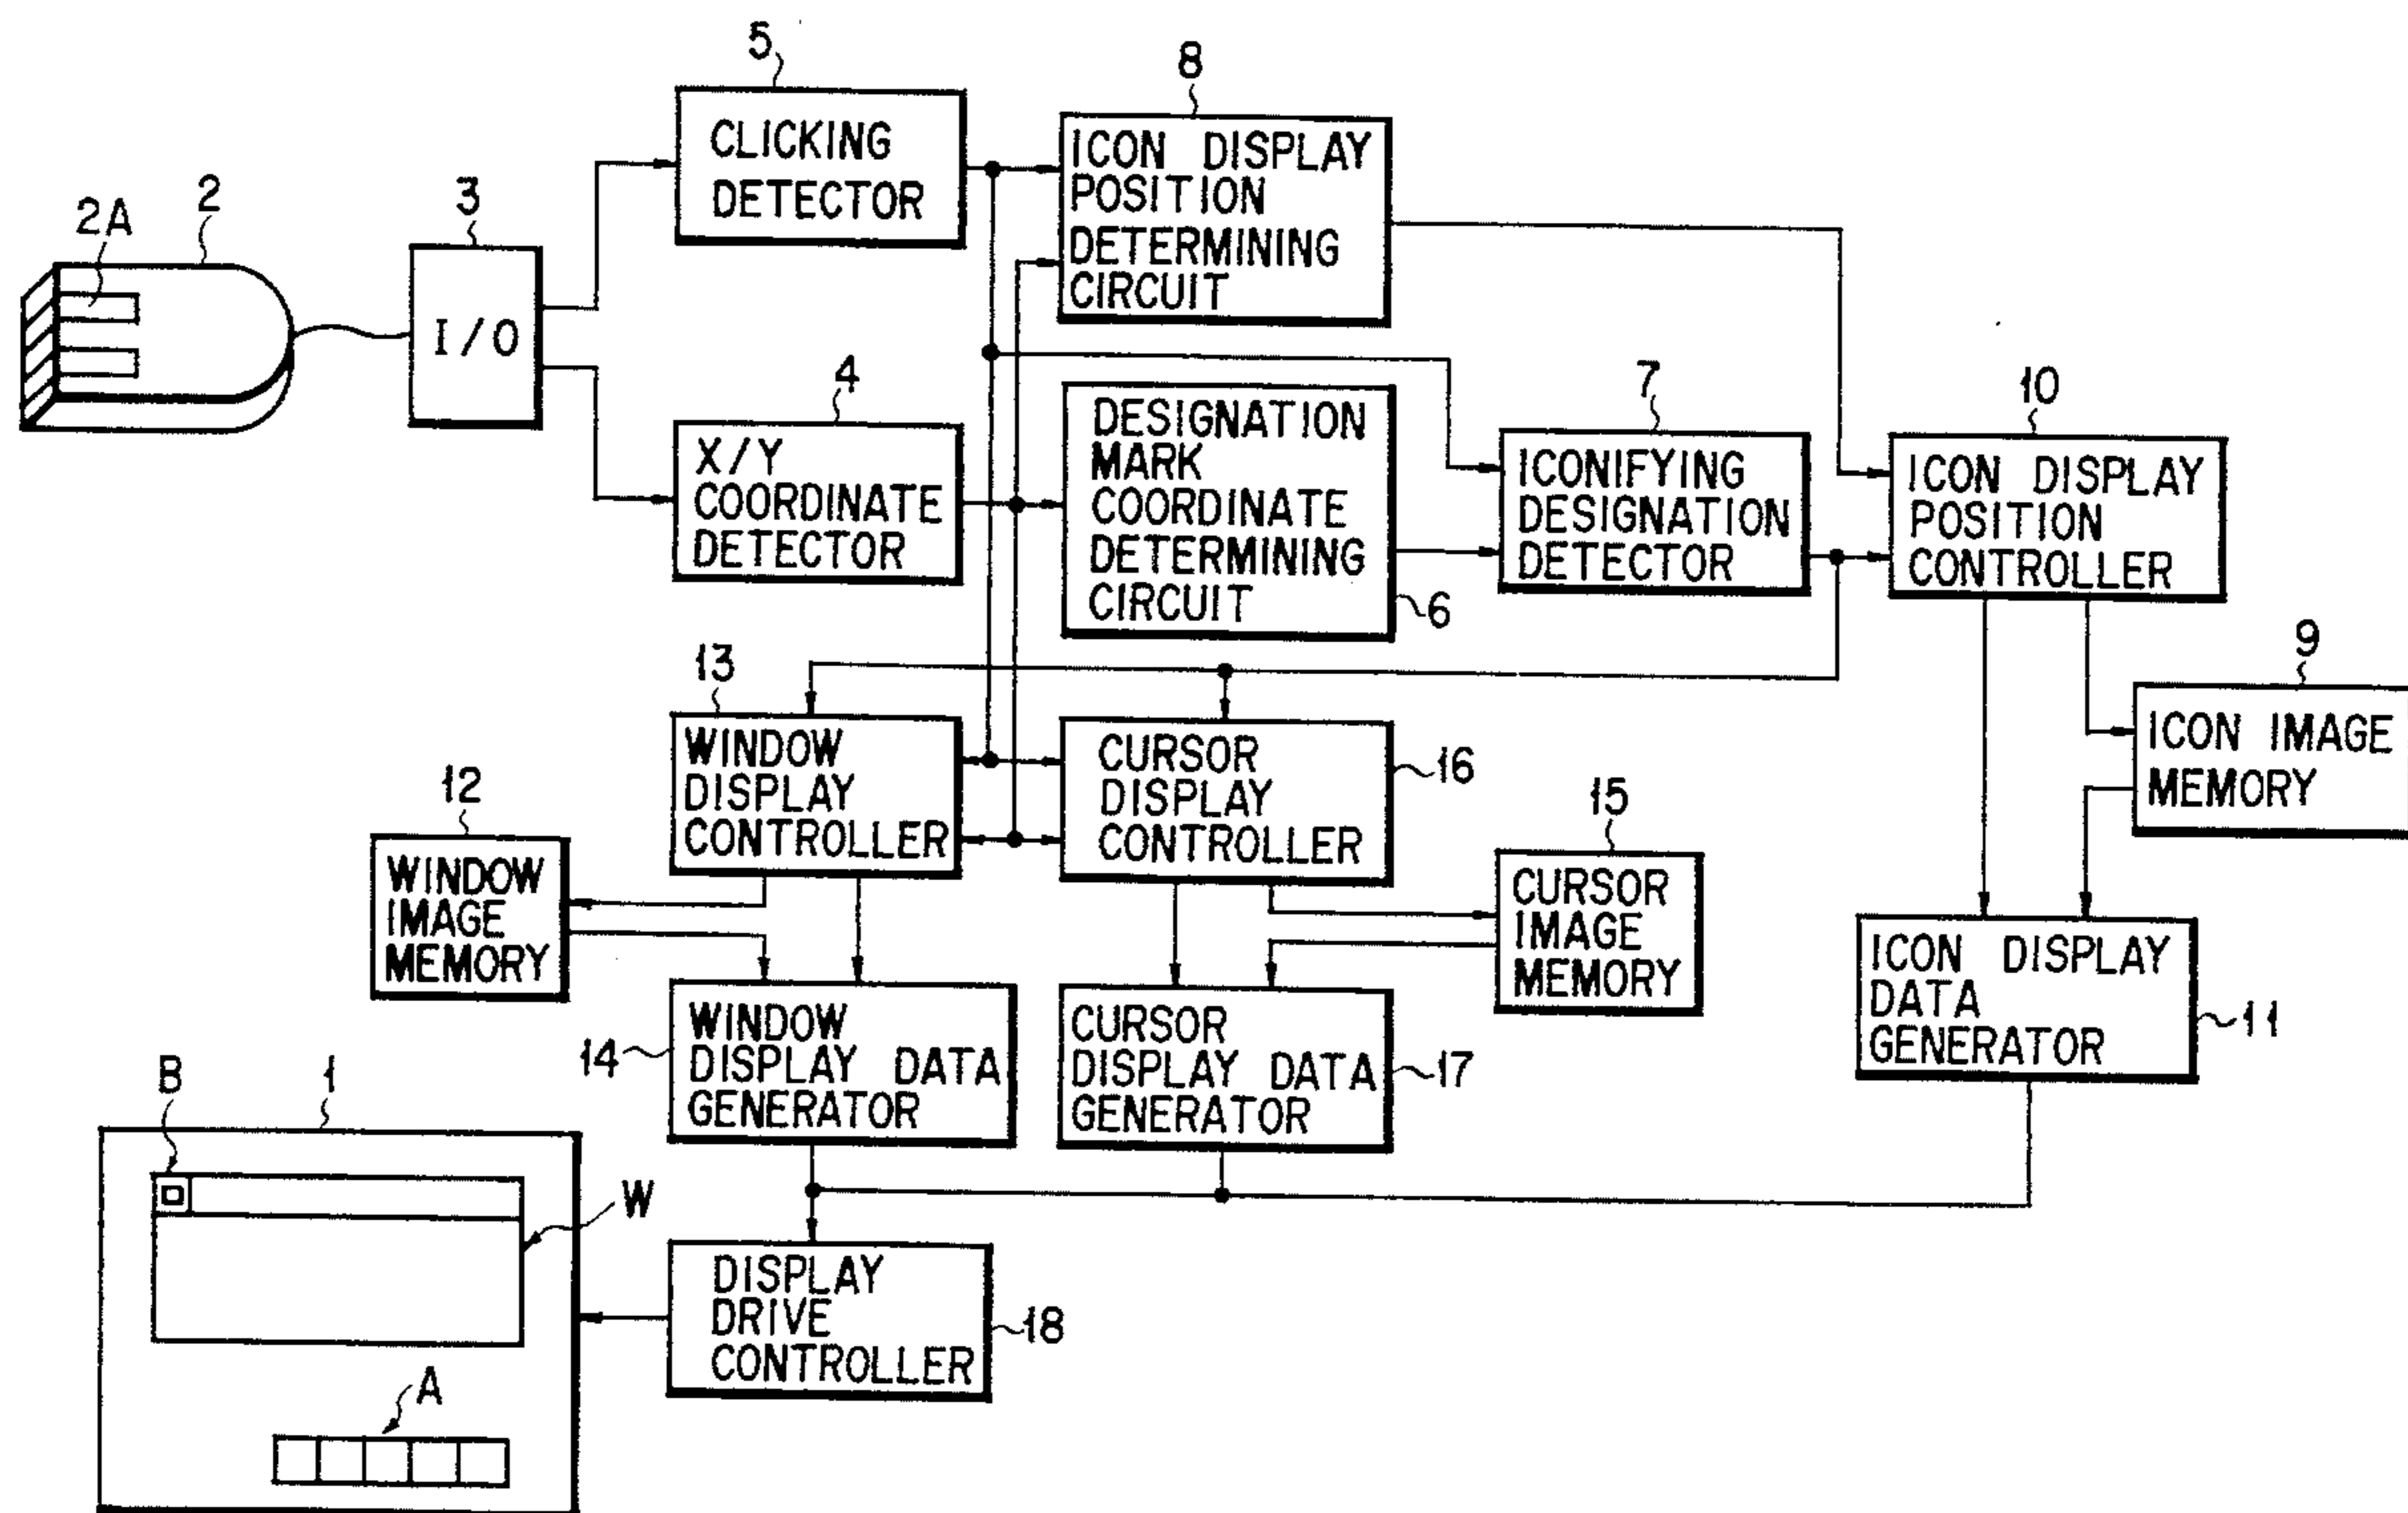 5
CLICKING
DETECTOR
8
ICON DISPLAY
POSITION
DETERMINING
CIRCUIT
2A
2
3
I/O
4
X/Y
COORDINATE
DETECTOR
DESIGNATION
MARK
COORDINATE
DETERMINING
CIRCUIT
6
7
ICONIFYING
DESIGNATION
DETECTOR
10
ICON DISPLAY
POSITION
CONTROLLER
9
ICON IMAGE
MEMORY
13
WINDOW
DISPLAY
CONTROLLER
CURSOR
DISPLAY
CONTROLLER
16
12
WINDOW
IMAGE
MEMORY
15
CURSOR
IMAGE
MEMORY
14
WINDOW
DISPLAY DATA
GENERATOR
CURSOR
DISPLAY DATA
GENERATOR
17
ICON DISPLAY
DATA
GENERATOR
11
B
1
W
A
DISPLAY
DRIVE
CONTROLLER
18